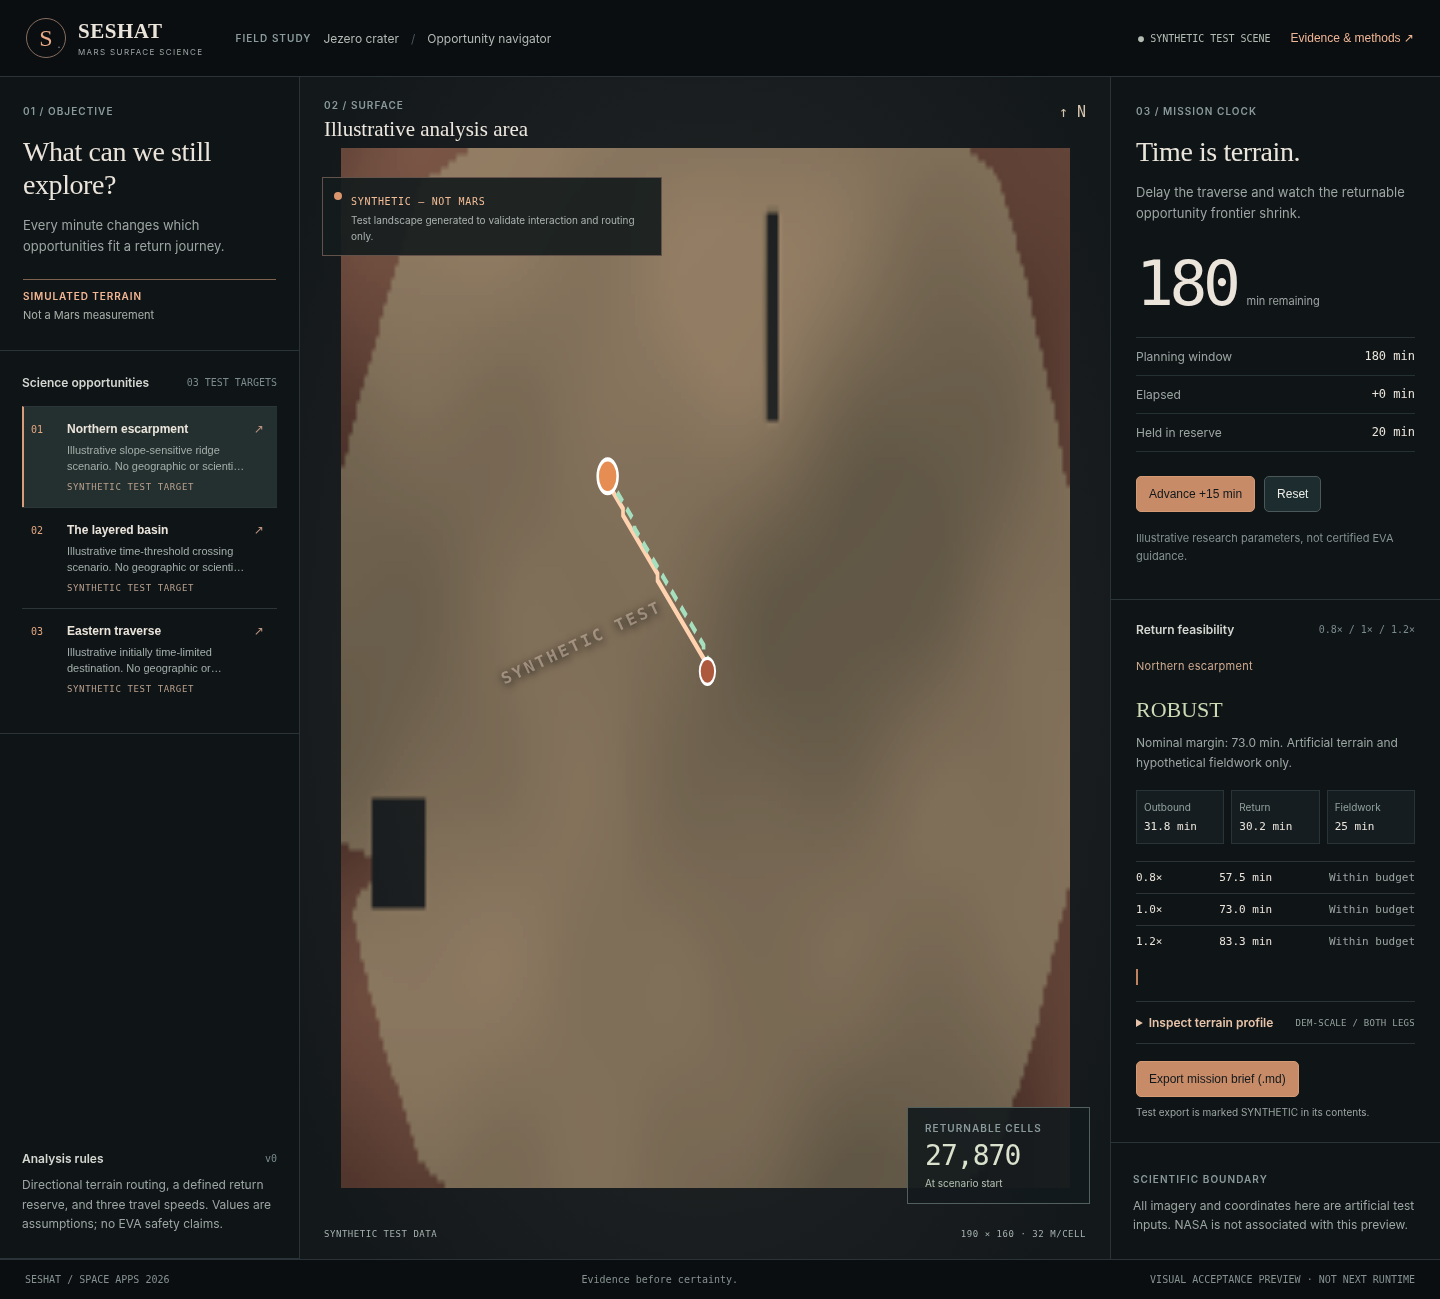 S
SESHAT
MARS SURFACE SCIENCE
FIELD STUDY Jezero crater / Opportunity navigator
SYNTHETIC TEST SCENE
Evidence & methods ↗
01 / OBJECTIVE
What can we still
explore?
Every minute changes which
opportunities fit a return journey.
SIMULATED TERRAIN
Not a Mars measurement
Science opportunities 03 TEST TARGETS
01 Northern escarpment ↗
Illustrative slope-sensitive ridge
scenario. No geographic or scienti…
SYNTHETIC TEST TARGET
02 The layered basin ↗
Illustrative time-threshold crossing
scenario. No geographic or scienti…
SYNTHETIC TEST TARGET
03 Eastern traverse ↗
Illustrative initially time-limited
destination. No geographic or…
SYNTHETIC TEST TARGET
Analysis rules v0
Directional terrain routing, a defined return
reserve, and three travel speeds. Values are
assumptions; no EVA safety claims.
02 / SURFACE
Illustrative analysis area
↑ N
SYNTHETIC — NOT MARS
Test landscape generated to validate interaction and routing
only.
SYNTHETIC TEST
RETURNABLE CELLS
27,870
At scenario start
SYNTHETIC TEST DATA
190 × 160 · 32 M/CELL
03 / MISSION CLOCK
Time is terrain.
Delay the traverse and watch the returnable
opportunity frontier shrink.
180 min remaining
Planning window 180 min
Elapsed +0 min
Held in reserve 20 min
Advance +15 min Reset
Illustrative research parameters, not certified EVA
guidance.
Return feasibility 0.8× / 1× / 1.2×
Northern escarpment
ROBUST
Nominal margin: 73.0 min. Artificial terrain and
hypothetical fieldwork only.
Outbound Return Fieldwork
31.8 min 30.2 min 25 min
0.8× 57.5 min Within budget
1.0× 73.0 min Within budget
1.2× 83.3 min Within budget
Inspect terrain profile DEM-SCALE / BOTH LEGS
Export mission brief (.md)
Test export is marked SYNTHETIC in its contents.
SCIENTIFIC BOUNDARY
All imagery and coordinates here are artificial test
inputs. NASA is not associated with this preview.
SESHAT / SPACE APPS 2026
Evidence before certainty.
VISUAL ACCEPTANCE PREVIEW · NOT NEXT RUNTIME